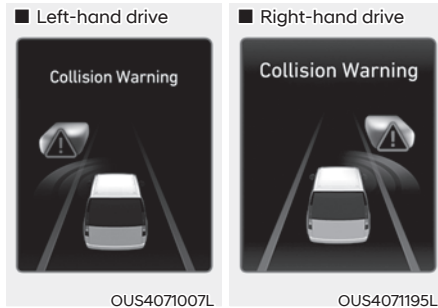 ■ Left-hand drive
Collision Warning
OUS4071007L
■ Right-hand drive
Collision Warning
OUS4071195L